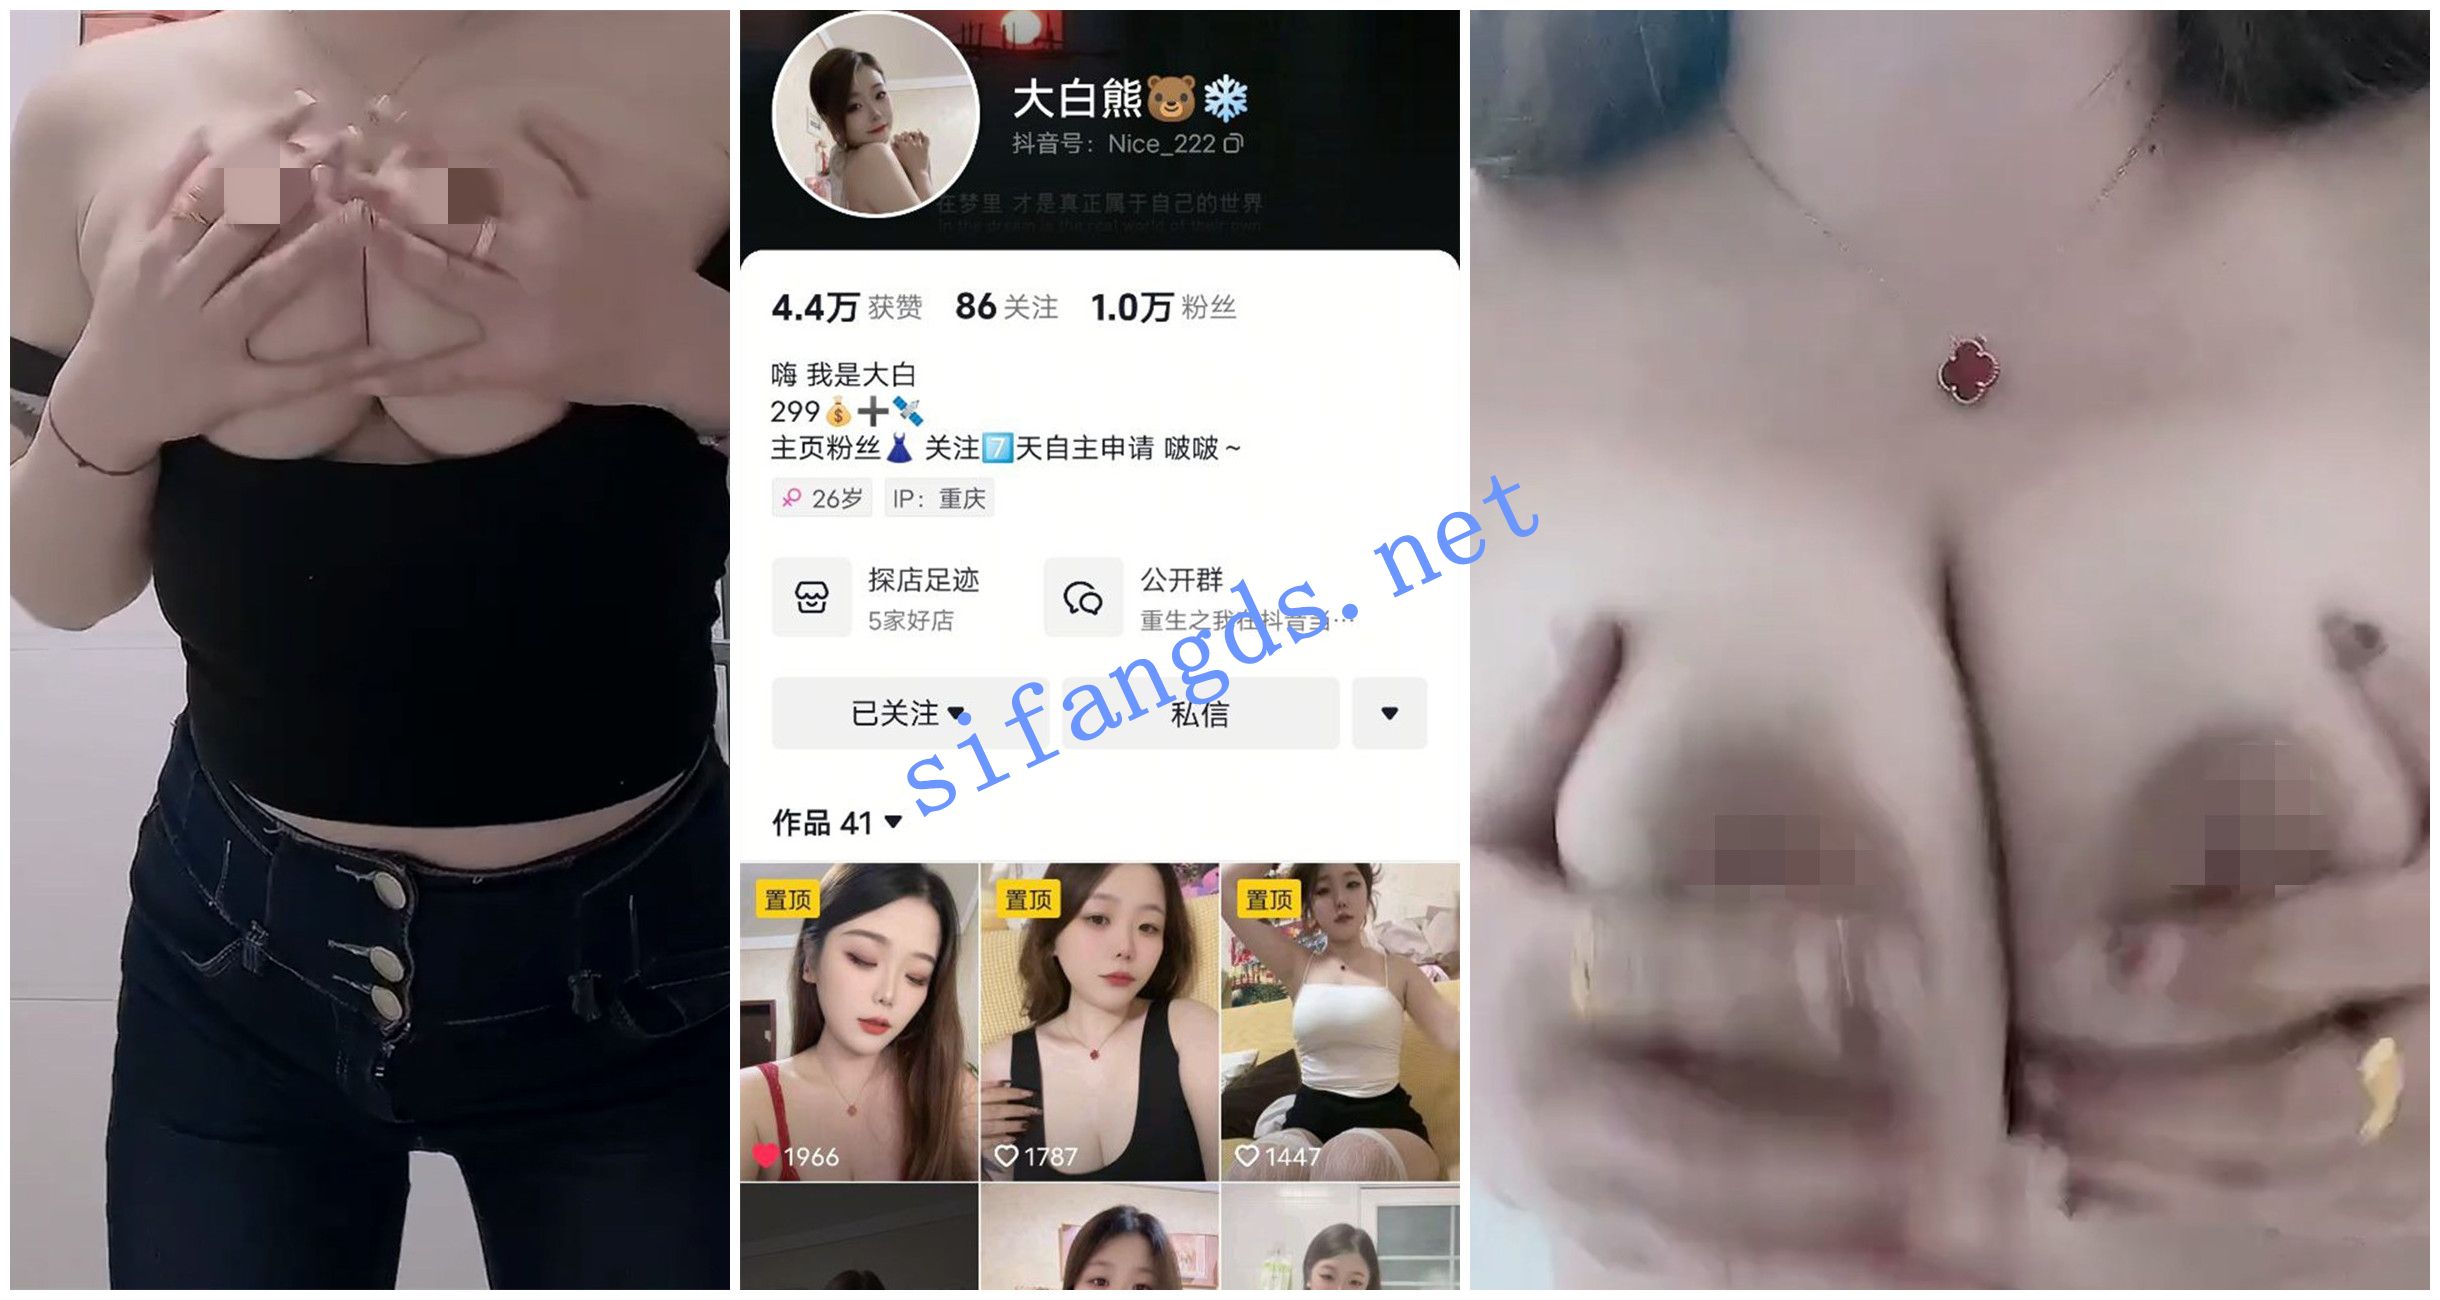 大白熊🐻❄️
抖音号：Nice_222
在梦里 才是真正属于自己的世界
In the dream is the real world of their own
4.4万 获赞 86 关注 1.0万 粉丝
嗨 我是大白
299💰➕🛰️
主页粉丝👗 关注7️⃣天自主申请 啵啵～
26岁 IP：重庆
探店足迹 公开群
5家好店 重生之我在抖音当…
已关注 私信
sifangds.net
作品 41
置顶 置顶 置顶
1966 1787 1447